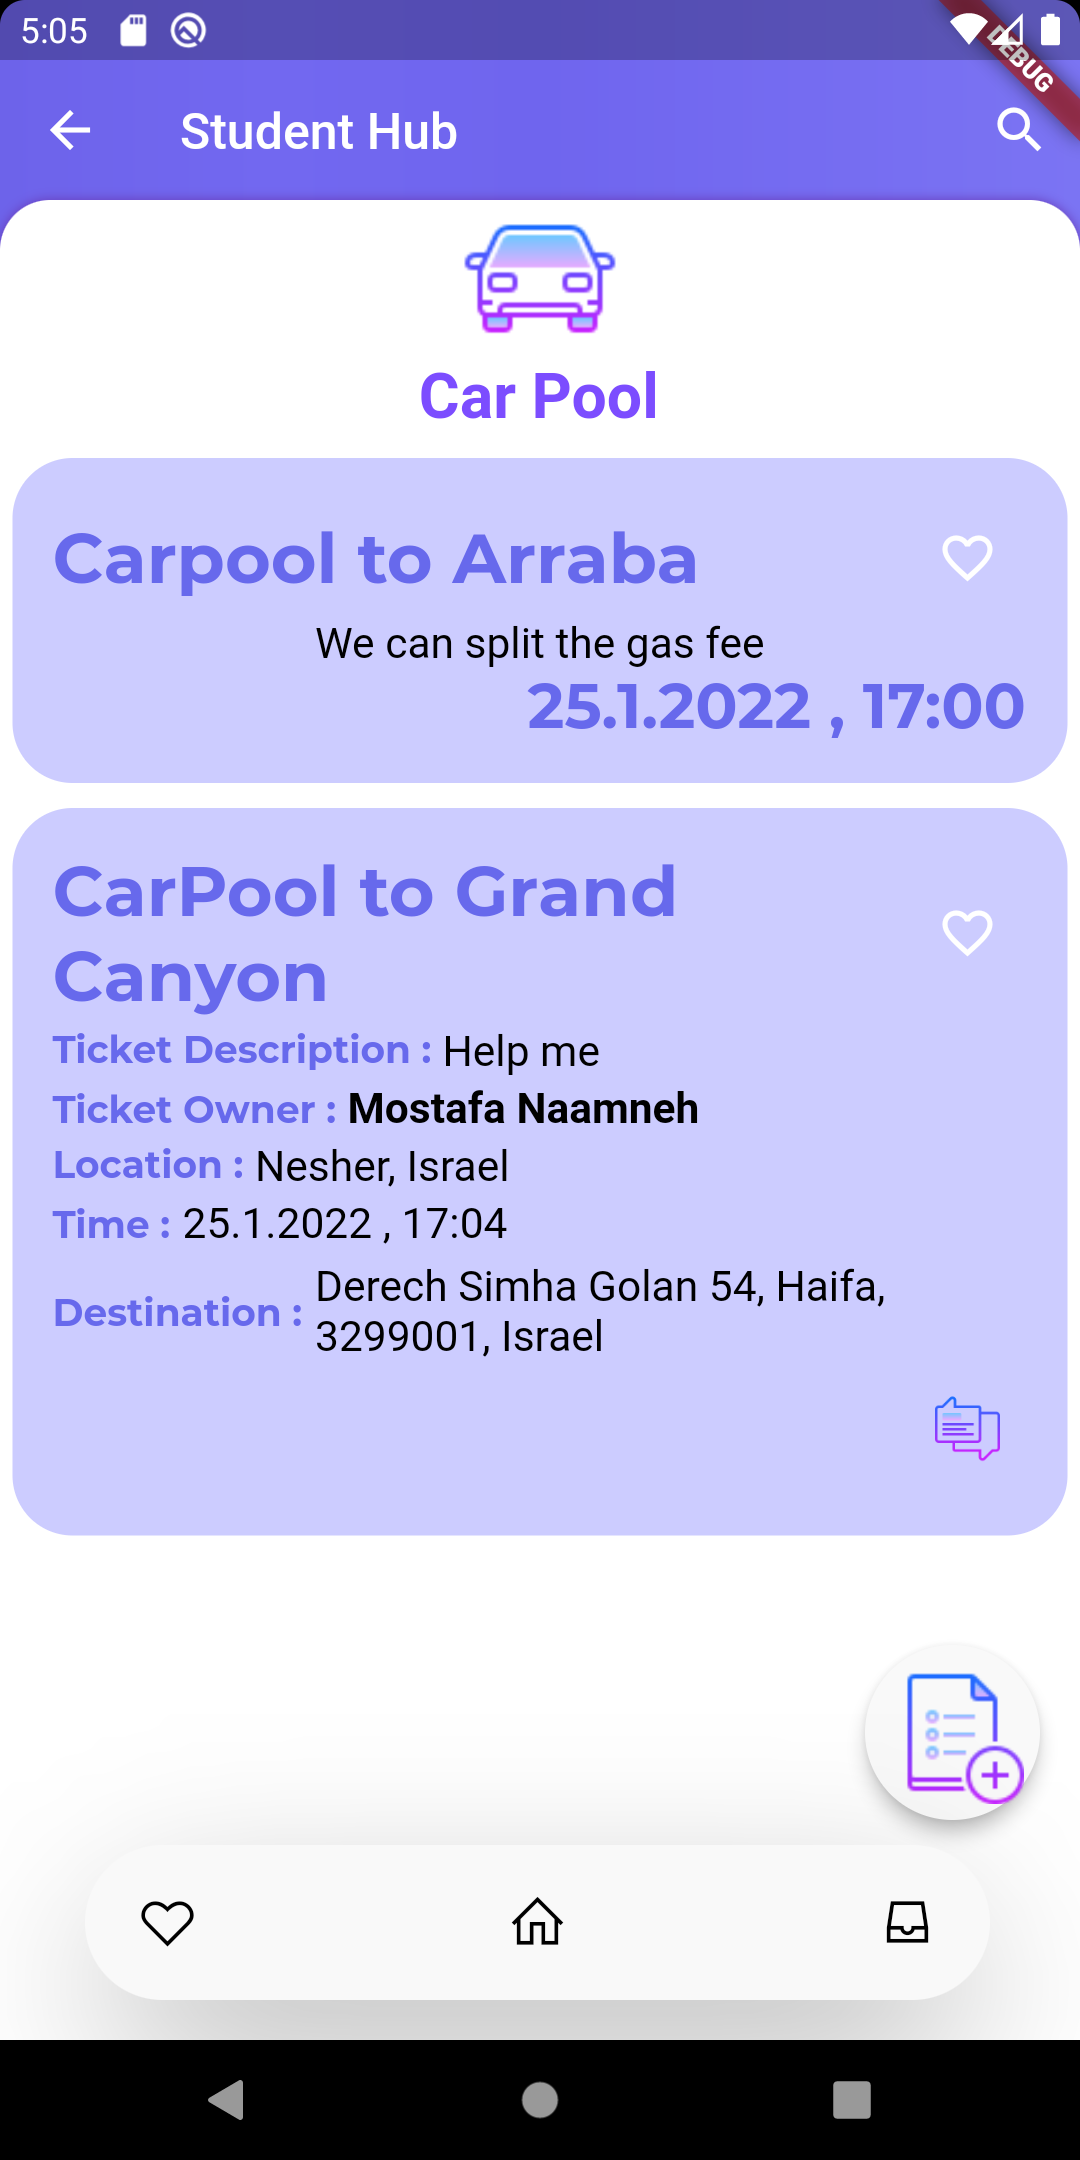 5:05
DEBUG
Student Hub
Car Pool
Carpool to Arraba
We can split the gas fee
25.1.2022 , 17:00
CarPool to Grand
Canyon
Ticket Description : Help me
Ticket Owner : Mostafa Naamneh
Location : Nesher, Israel
Time : 25.1.2022 , 17:04
Destination : Derech Simha Golan 54, Haifa,
3299001, Israel